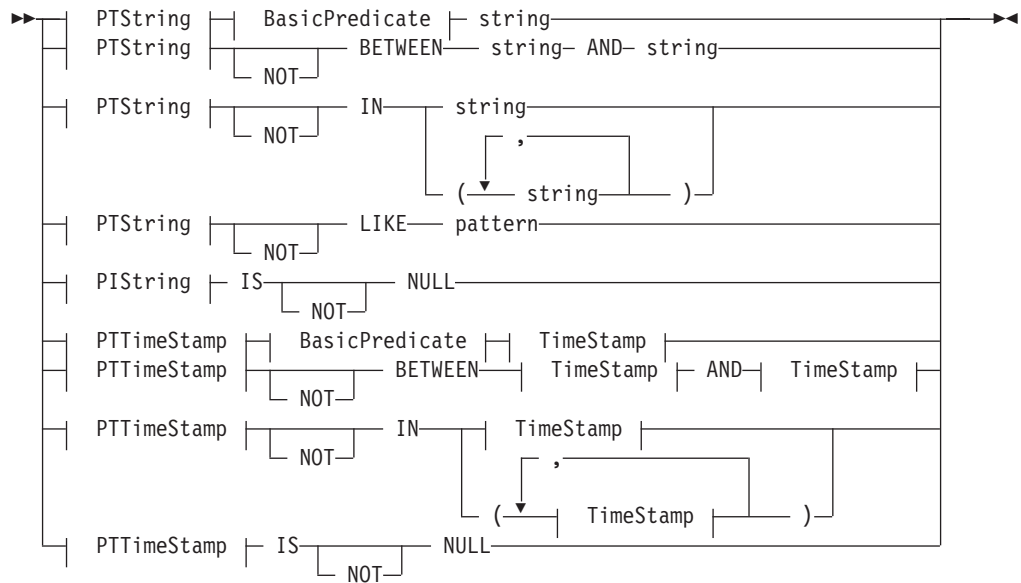 PTString BasicPredicate string
PTString BETWEEN string AND string
NOT
PTString IN string
NOT
,
( string )
PTString LIKE pattern
NOT
PIString IS NULL
NOT
PTTimeStamp BasicPredicate TimeStamp
PTTimeStamp BETWEEN TimeStamp AND TimeStamp
NOT
PTTimeStamp IN TimeStamp
NOT
,
( TimeStamp )
PTTimeStamp IS NULL
NOT